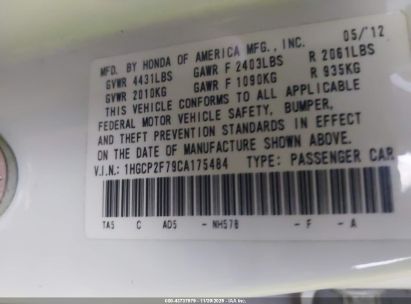 MFD. BY HONDA OF AMERICA MFG., INC. 05/'12
GVWR 4431LBS GAWR F 2403LBS R 2061LBS
GVWR 2010KG GAWR F 1090KG R 935KG
THIS VEHICLE CONFORMS TO ALL APPLICABLE
FEDERAL MOTOR VEHICLE SAFETY, BUMPER,
AND THEFT PREVENTION STANDARDS IN EFFECT
ON THE DATE OF MANUFACTURE SHOWN ABOVE.
V.I.N.: 1HGCP2F79CA175484 TYPE: PASSENGER CAR
TA5 C AD5 - NH578 - F - A